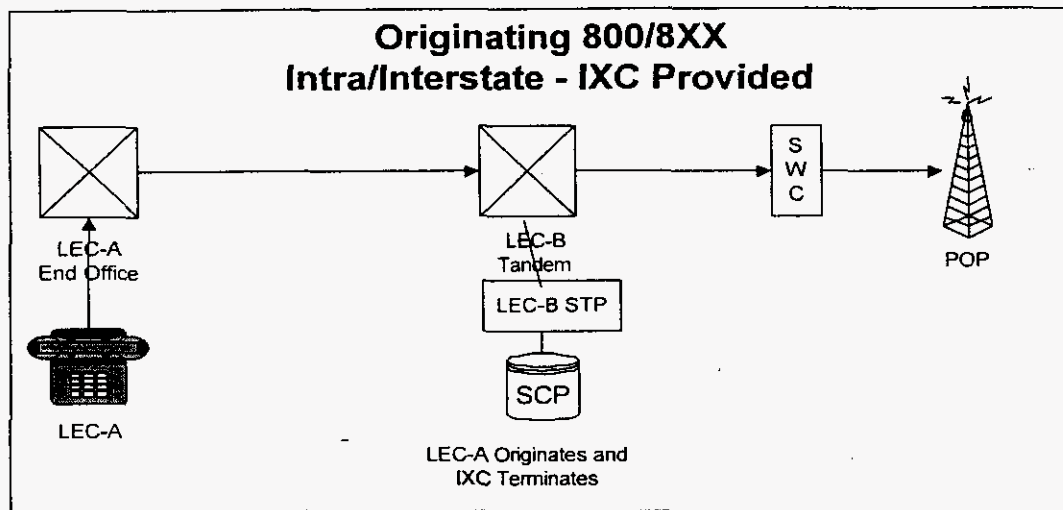 Originating 800/8XX
Intra/Interstate - IXC Provided
S
W
C
LEC-A
End Office
LEC-B
Tandem
POP
LEC-B STP
SCP
LEC-A
LEC-A Originates and
IXC Terminates